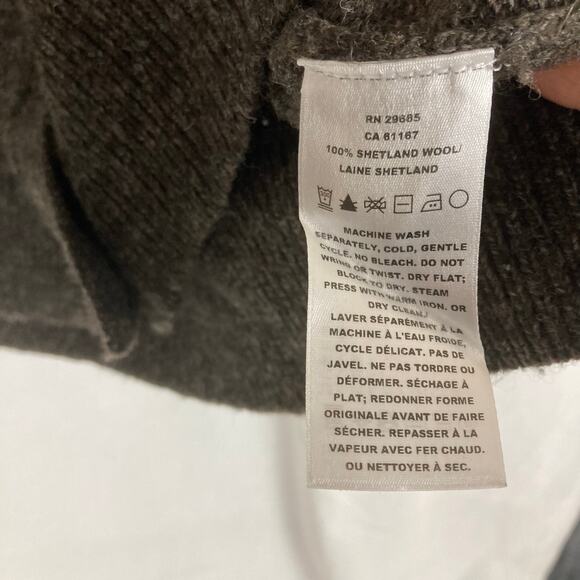 RN 29685
CA 61167
100% SHETLAND WOOL/
LAINE SHETLAND
MACHINE WASH
SEPARATELY, COLD, GENTLE
CYCLE. NO BLEACH. DO NOT
WRING OR TWIST. DRY FLAT;
BLOCK TO DRY. STEAM
PRESS WITH WARM IRON. OR
DRY CLEAN./
LAVER SÉPARÉMENT À LA
MACHINE À L'EAU FROIDE,
CYCLE DÉLICAT. PAS DE
JAVEL. NE PAS TORDRE OU
DÉFORMER. SÉCHAGE À
PLAT; REDONNER FORME
ORIGINALE AVANT DE FAIRE
SÉCHER. REPASSER À LA
VAPEUR AVEC FER CHAUD.
OU NETTOYER À SEC.